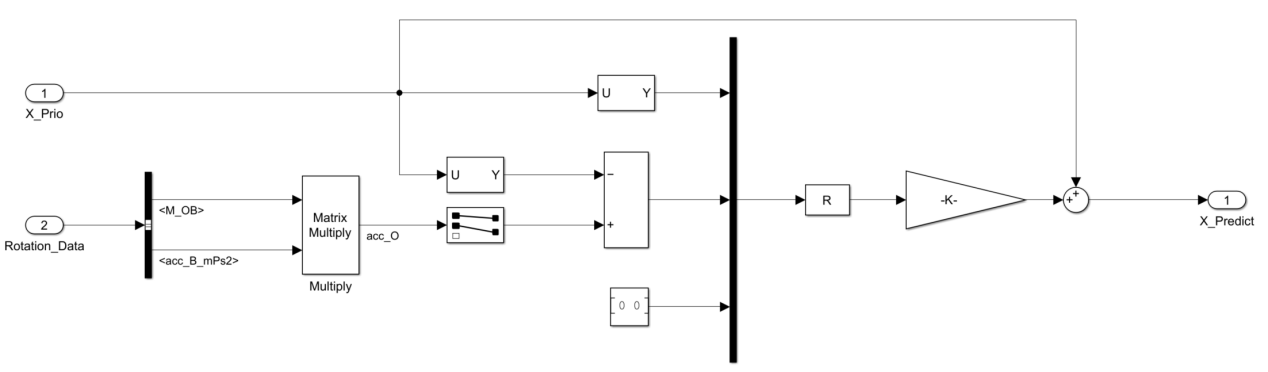 1
X_Prio
U Y
U Y
<M_OB>
2
Rotation_Data
<acc_B_mPs2>
Matrix
Multiply
Multiply
acc_O
−
+
0 0
R
-K-
+
+
1
X_Predict